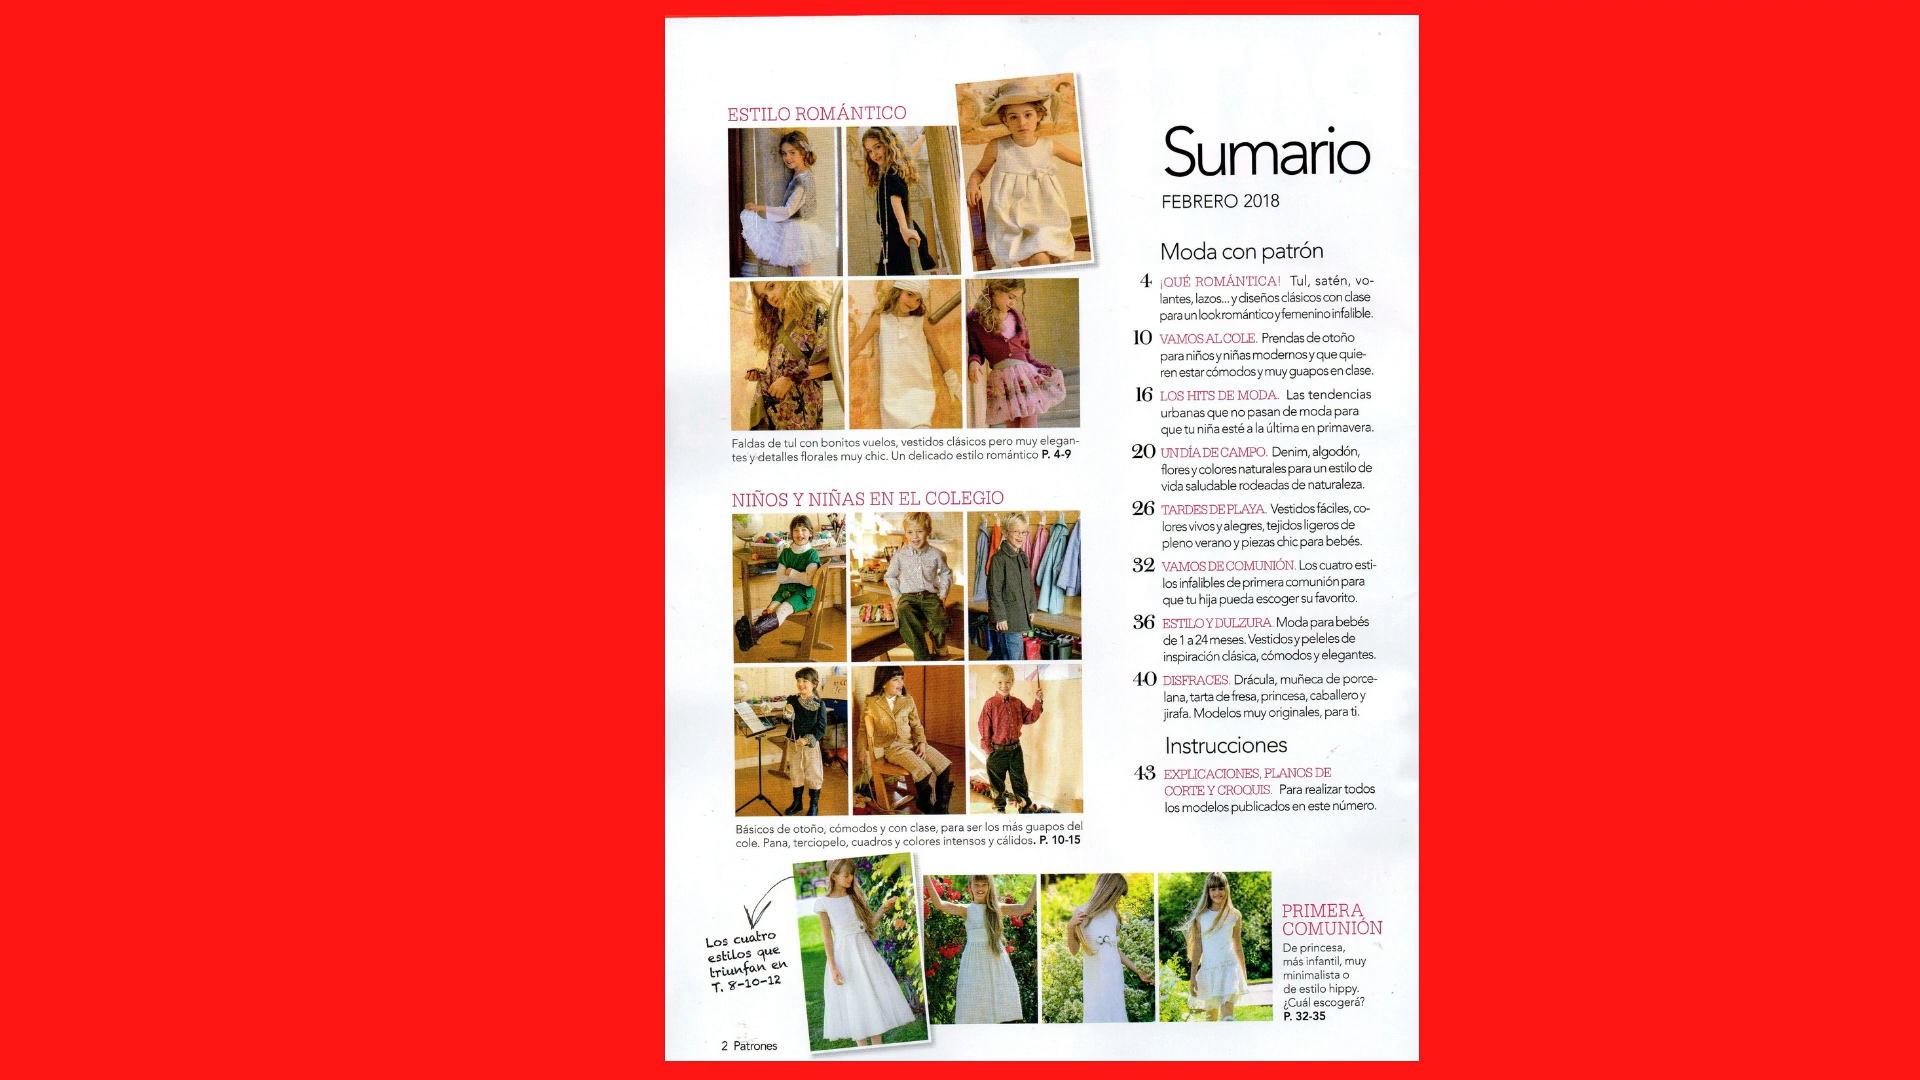 ESTILO ROMÁNTICO
Faldas de tul con bonitos vuelos, vestidos clásicos pero muy elegan-
tes y detalles florales muy chic. Un delicado estilo romántico P. 4-9
NIÑOS Y NIÑAS EN EL COLEGIO
Básicos de otoño, cómodos y con clase, para ser los más guapos del
cole. Pana, terciopelo, cuadros y colores intensos y cálidos. P. 10-15
Los cuatro
estilos que
triunfan en
T. 8-10-12
Sumario
FEBRERO 2018
Moda con patrón
4 ¡QUÉ ROMÁNTICA! Tul, satén, vo-
lantes, lazos... y diseños clásicos con clase
para un look romántico y femenino infalible.
10 VAMOS AL COLE. Prendas de otoño
para niños y niñas modernos y que quie-
ren estar cómodos y muy guapos en clase.
16 LOS HITS DE MODA. Las tendencias
urbanas que no pasan de moda para
que tu niña esté a la última en primavera.
20 UN DÍA DE CAMPO. Denim, algodón,
flores y colores naturales para un estilo de
vida saludable rodeadas de naturaleza.
26 TARDES DE PLAYA. Vestidos fáciles, co-
lores vivos y alegres, tejidos ligeros de
pleno verano y piezas chic para bebés.
32 VAMOS DE COMUNIÓN. Los cuatro esti-
los infalibles de primera comunión para
que tu hija pueda escoger su favorito.
36 ESTILO Y DULZURA. Moda para bebés
de 1 a 24 meses. Vestidos y peleles de
inspiración clásica, cómodos y elegantes.
40 DISFRACES. Drácula, muñeca de porce-
lana, tarta de fresa, princesa, caballero y
jirafa. Modelos muy originales, para ti.
Instrucciones
43 EXPLICACIONES, PLANOS DE
CORTE Y CROQUIS. Para realizar todos
los modelos publicados en este número.
PRIMERA
COMUNIÓN
De princesa,
más infantil, muy
minimalista o
de estilo hippy.
¿Cuál escogerá?
P. 32-35
2 Patrones